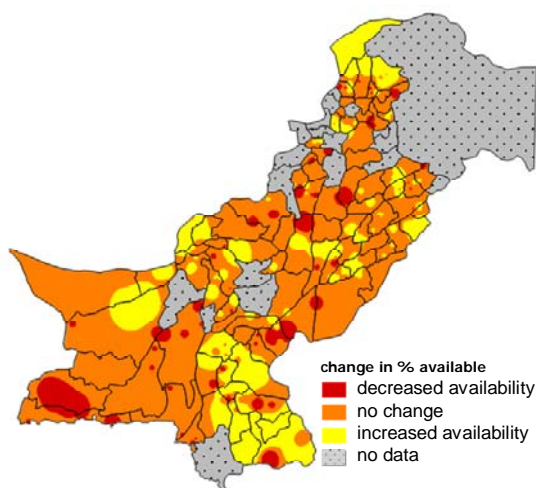 change in % available
decreased availability
no change
increased availability
no data